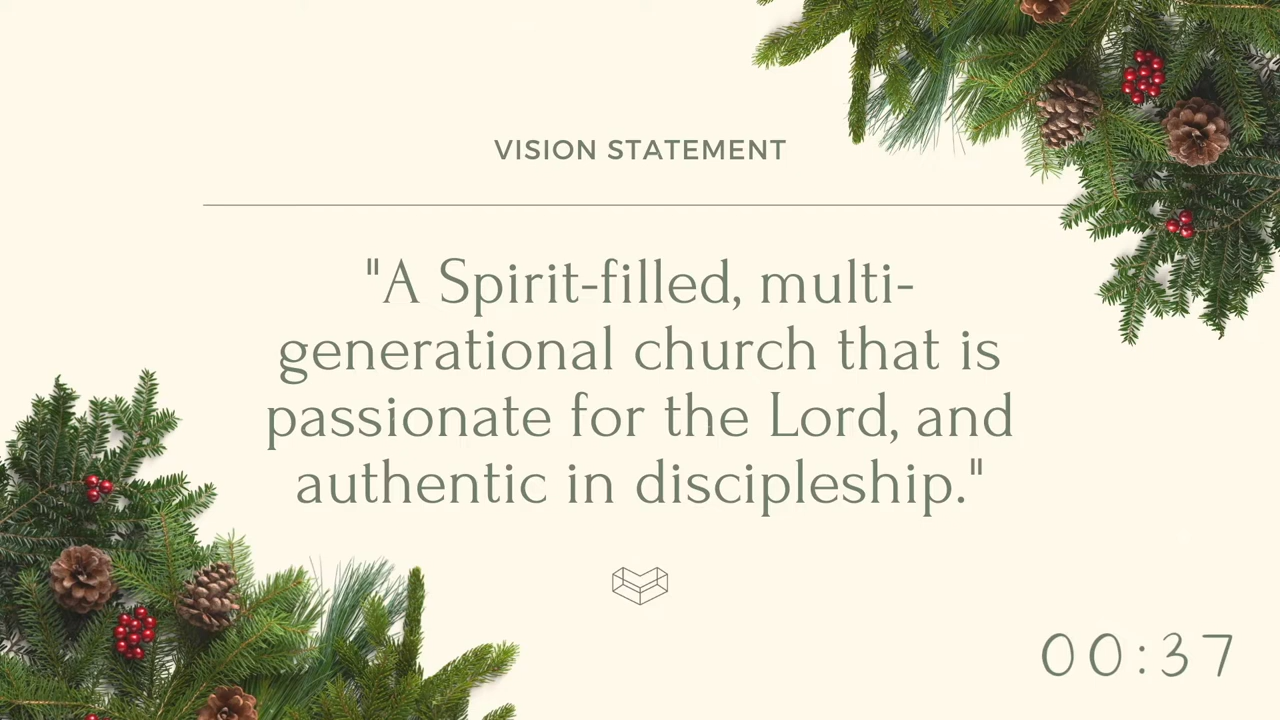 VISION STATEMENT
"A Spirit-filled, multi-
generational church that is
passionate for the Lord, and
authentic in discipleship."
00:37